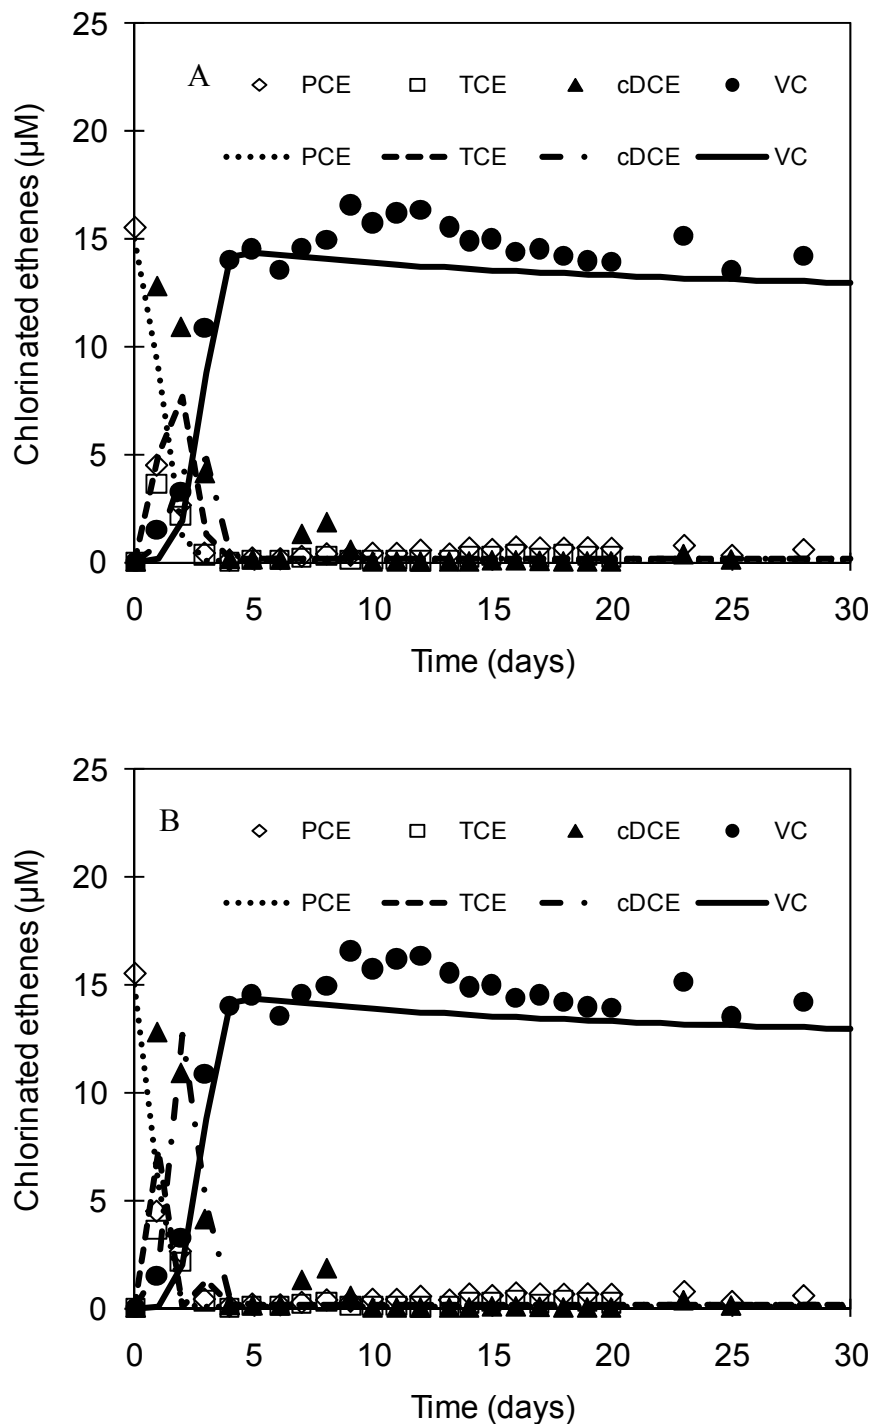 25
A
PCE TCE cDCE VC
20
PCE TCE cDCE VC
15
10
5
0
0 5 10 15 20 25 30
Chlorinated ethenes (µM)
Time (days)
25
B
PCE TCE cDCE VC
20
PCE TCE cDCE VC
15
10
5
0
0 5 10 15 20 25 30
Chlorinated ethenes (µM)
Time (days)